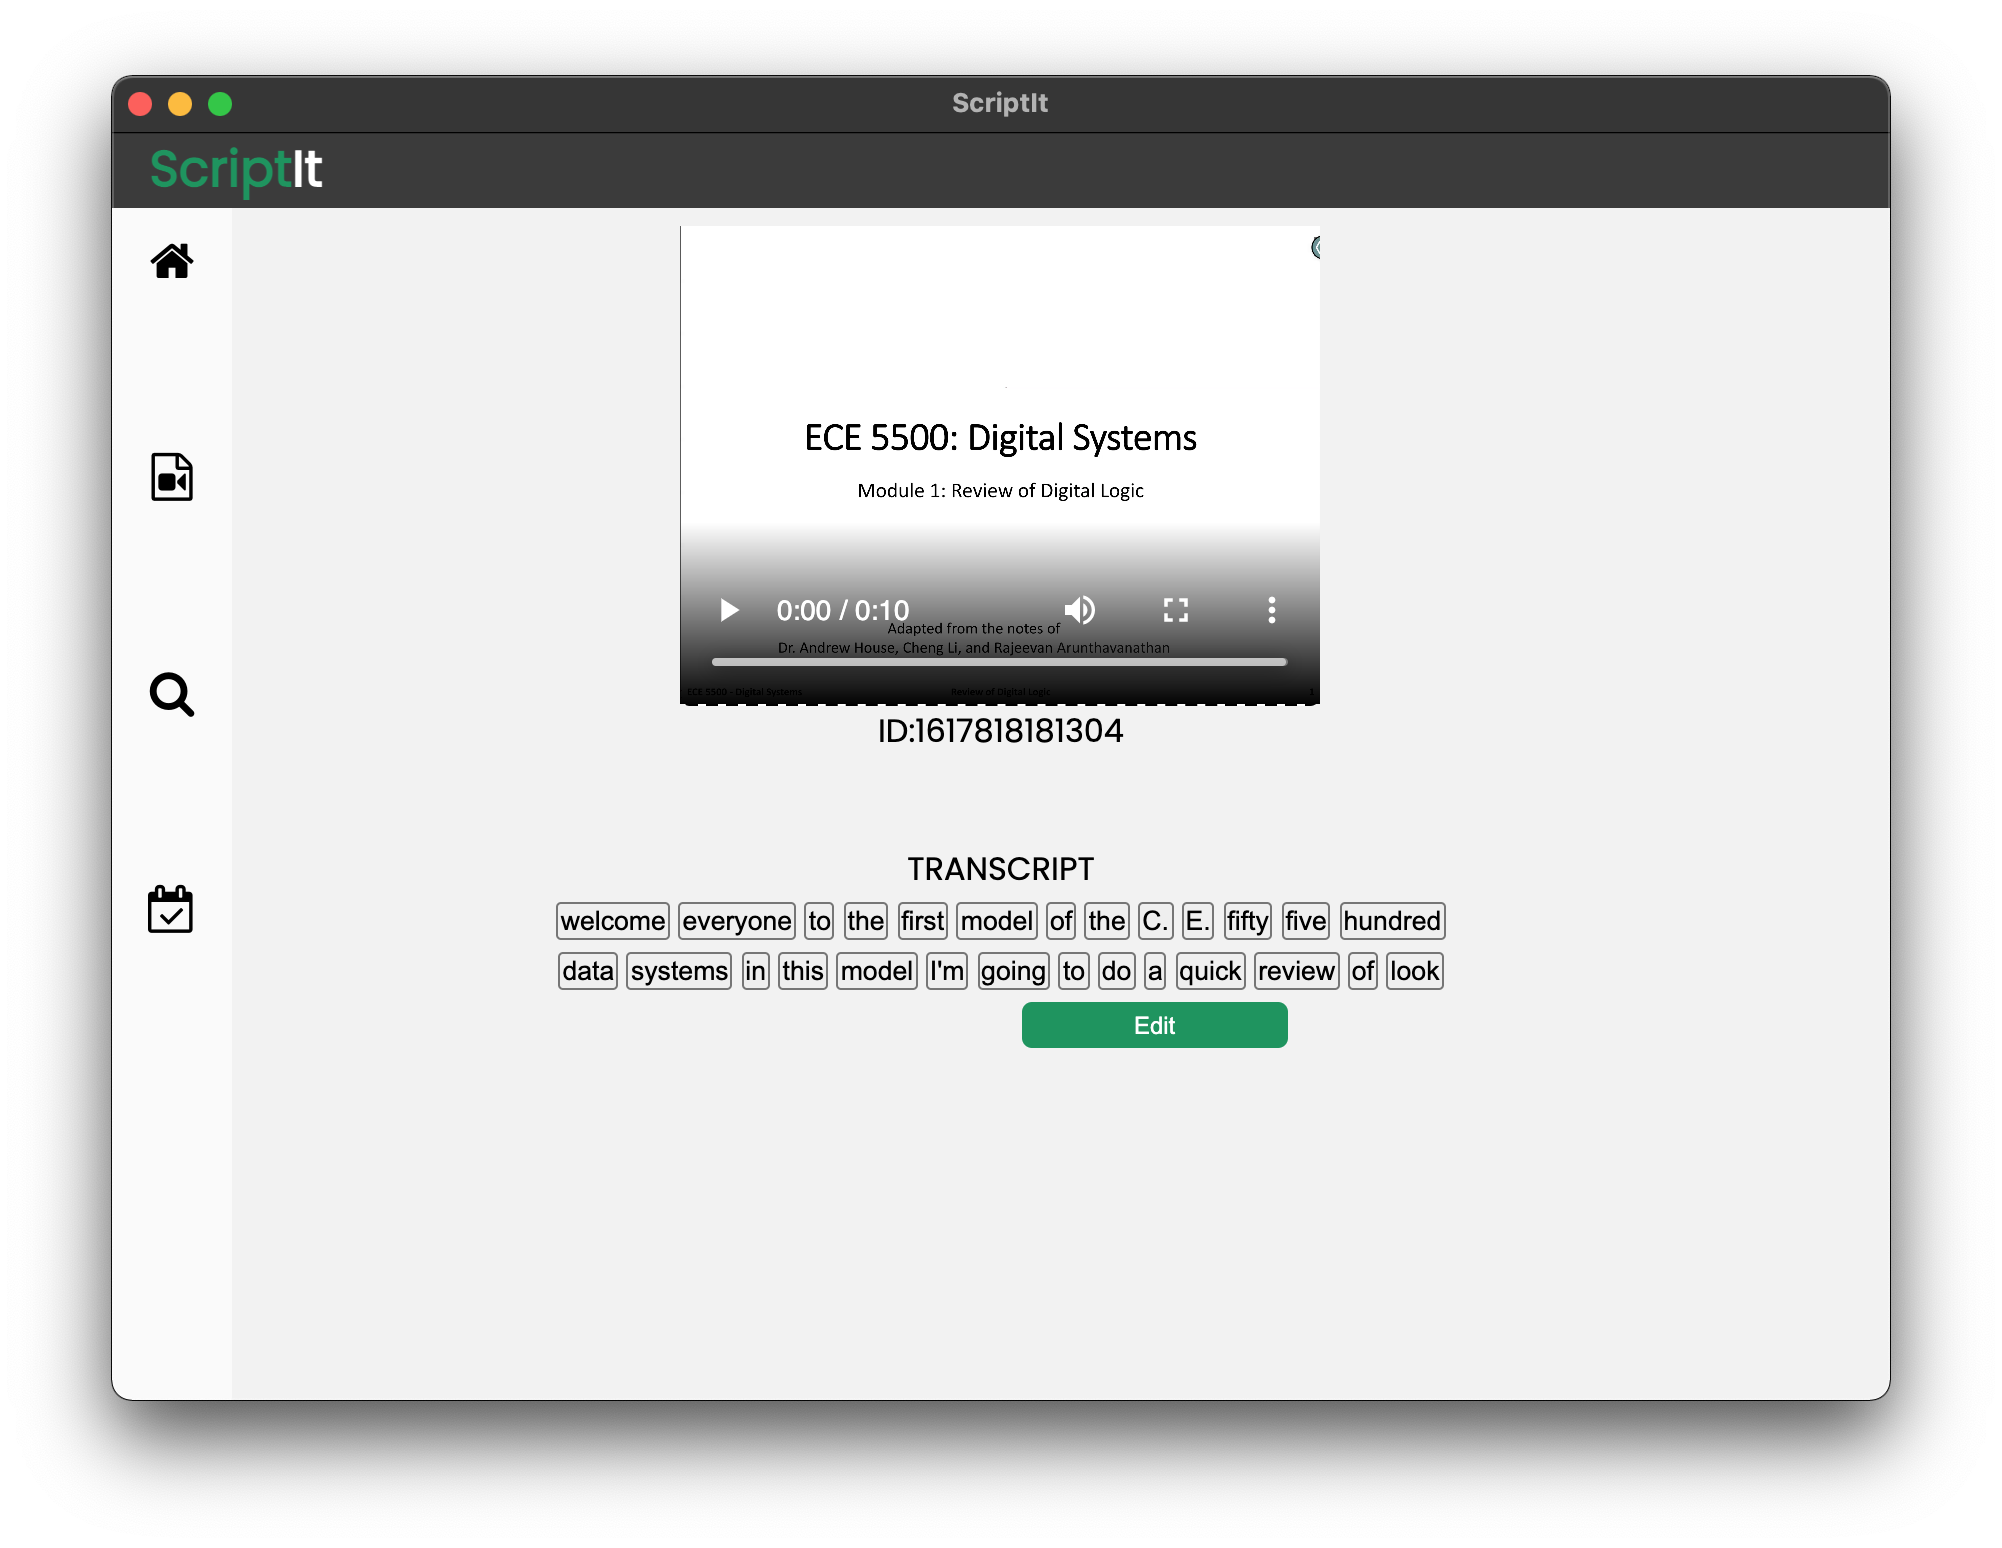 ScriptIt
ScriptIt
ECE 5500: Digital Systems
Module 1: Review of Digital Logic
0:00 / 0:10
Adapted from the notes of
Dr. Andrew House, Cheng Li, and Rajeevan Arunthavanathan
ECE 5500 - Digital Systems Review of Digital Logic 1
ID:1617818181304
TRANSCRIPT
welcome everyone to the first model of the C. E. fifty five hundred
data systems in this model I'm going to do a quick review of look
Edit